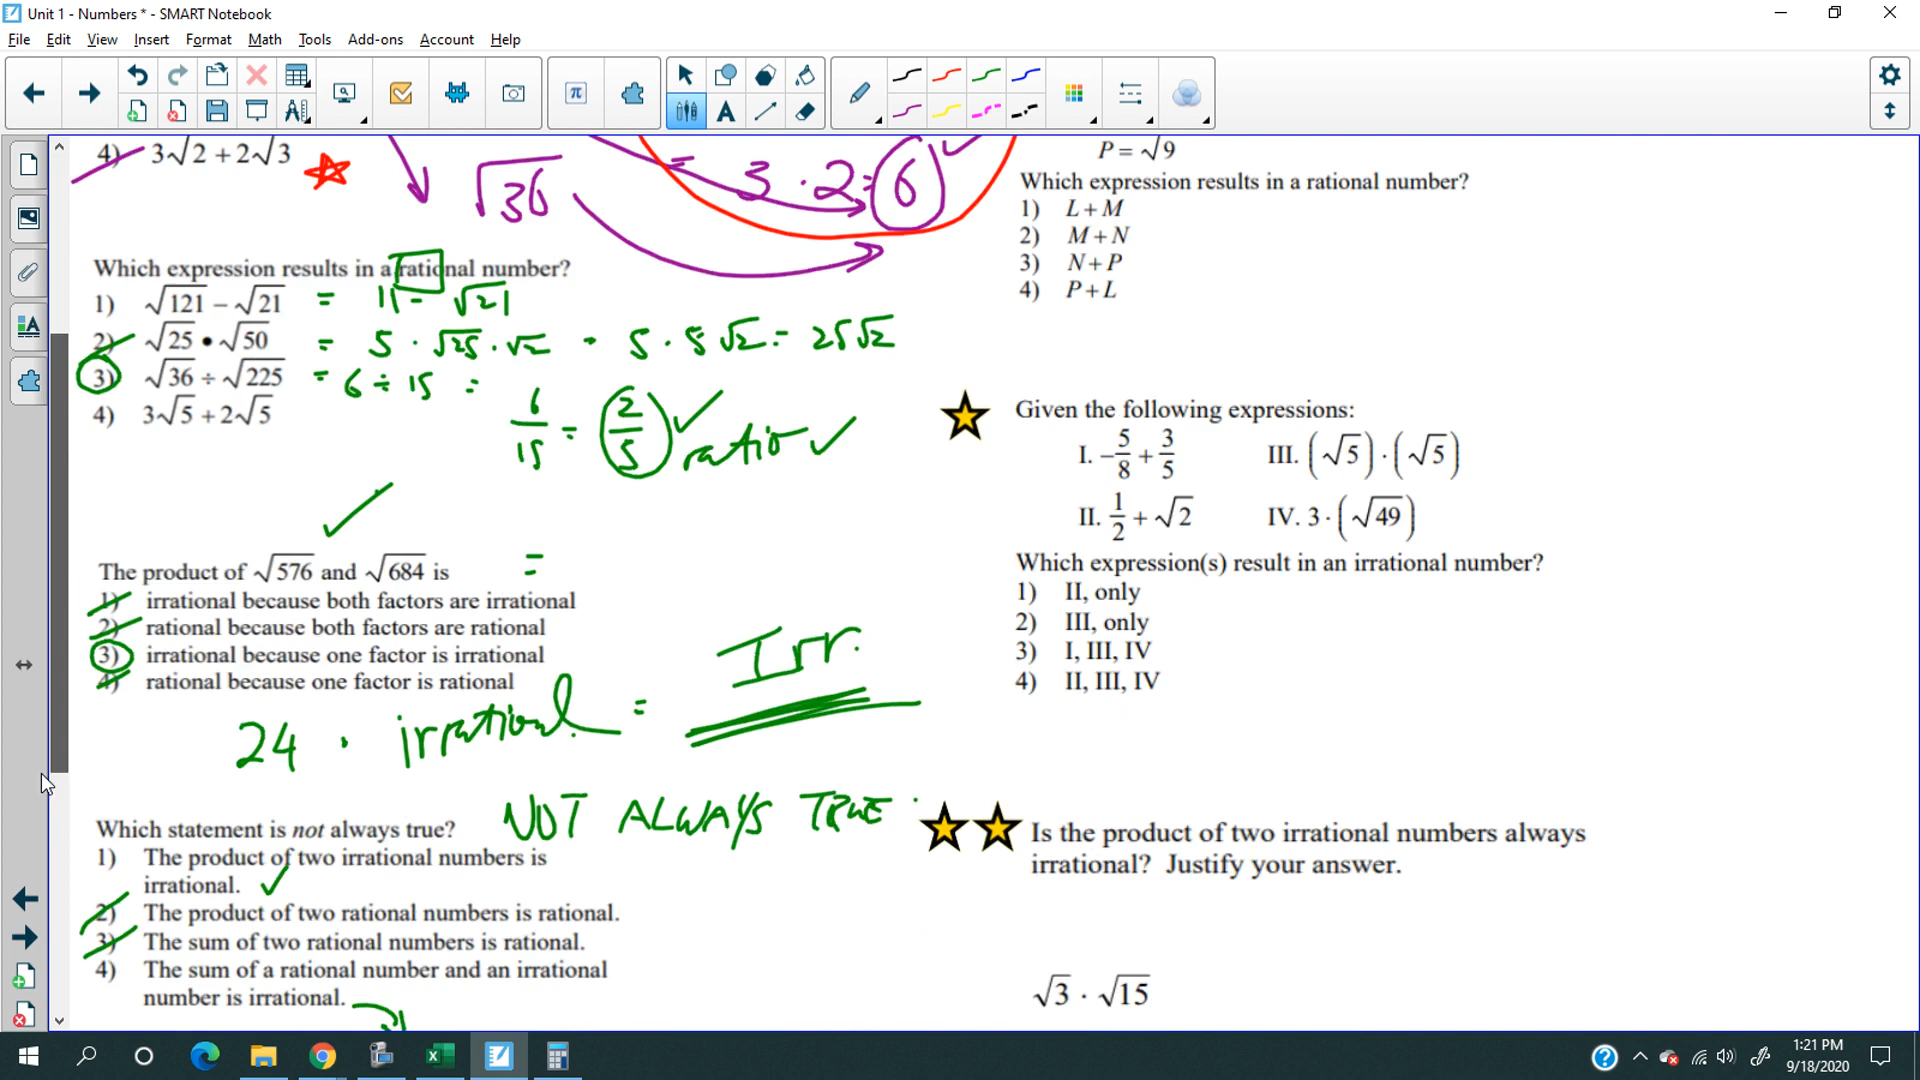 Unit 1 - Numbers * - SMART Notebook
File Edit View Insert Format Math Tools Add-ons Account Help
4) 3√2 + 2√3
√36
= 3 · 2 = 6
Which expression results in a rational number?
1) √121 − √21 = 11 − √21
2) √25 • √50 = 5 · √25 · √2 = 5 · 5√2 = 25√2
3) √36 ÷ √225 = 6 ÷ 15 =
6/15 = 2/5 ratio
4) 3√5 + 2√5
The product of √576 and √684 is =
1) irrational because both factors are irrational
2) rational because both factors are rational
3) irrational because one factor is irrational
4) rational because one factor is rational
24 · irrational = Irr.
NOT ALWAYS TRUE
Which statement is not always true?
1) The product of two irrational numbers is
irrational.
2) The product of two rational numbers is rational.
3) The sum of two rational numbers is rational.
4) The sum of a rational number and an irrational
number is irrational.
P = √9
Which expression results in a rational number?
1) L + M
2) M + N
3) N + P
4) P + L
Given the following expressions:
I. −5/8 + 3/5 III. (√5) · (√5)
II. 1/2 + √2 IV. 3 · (√49)
Which expression(s) result in an irrational number?
1) II, only
2) III, only
3) I, III, IV
4) II, III, IV
Is the product of two irrational numbers always
irrational? Justify your answer.
√3 · √15
1:21 PM
9/18/2020